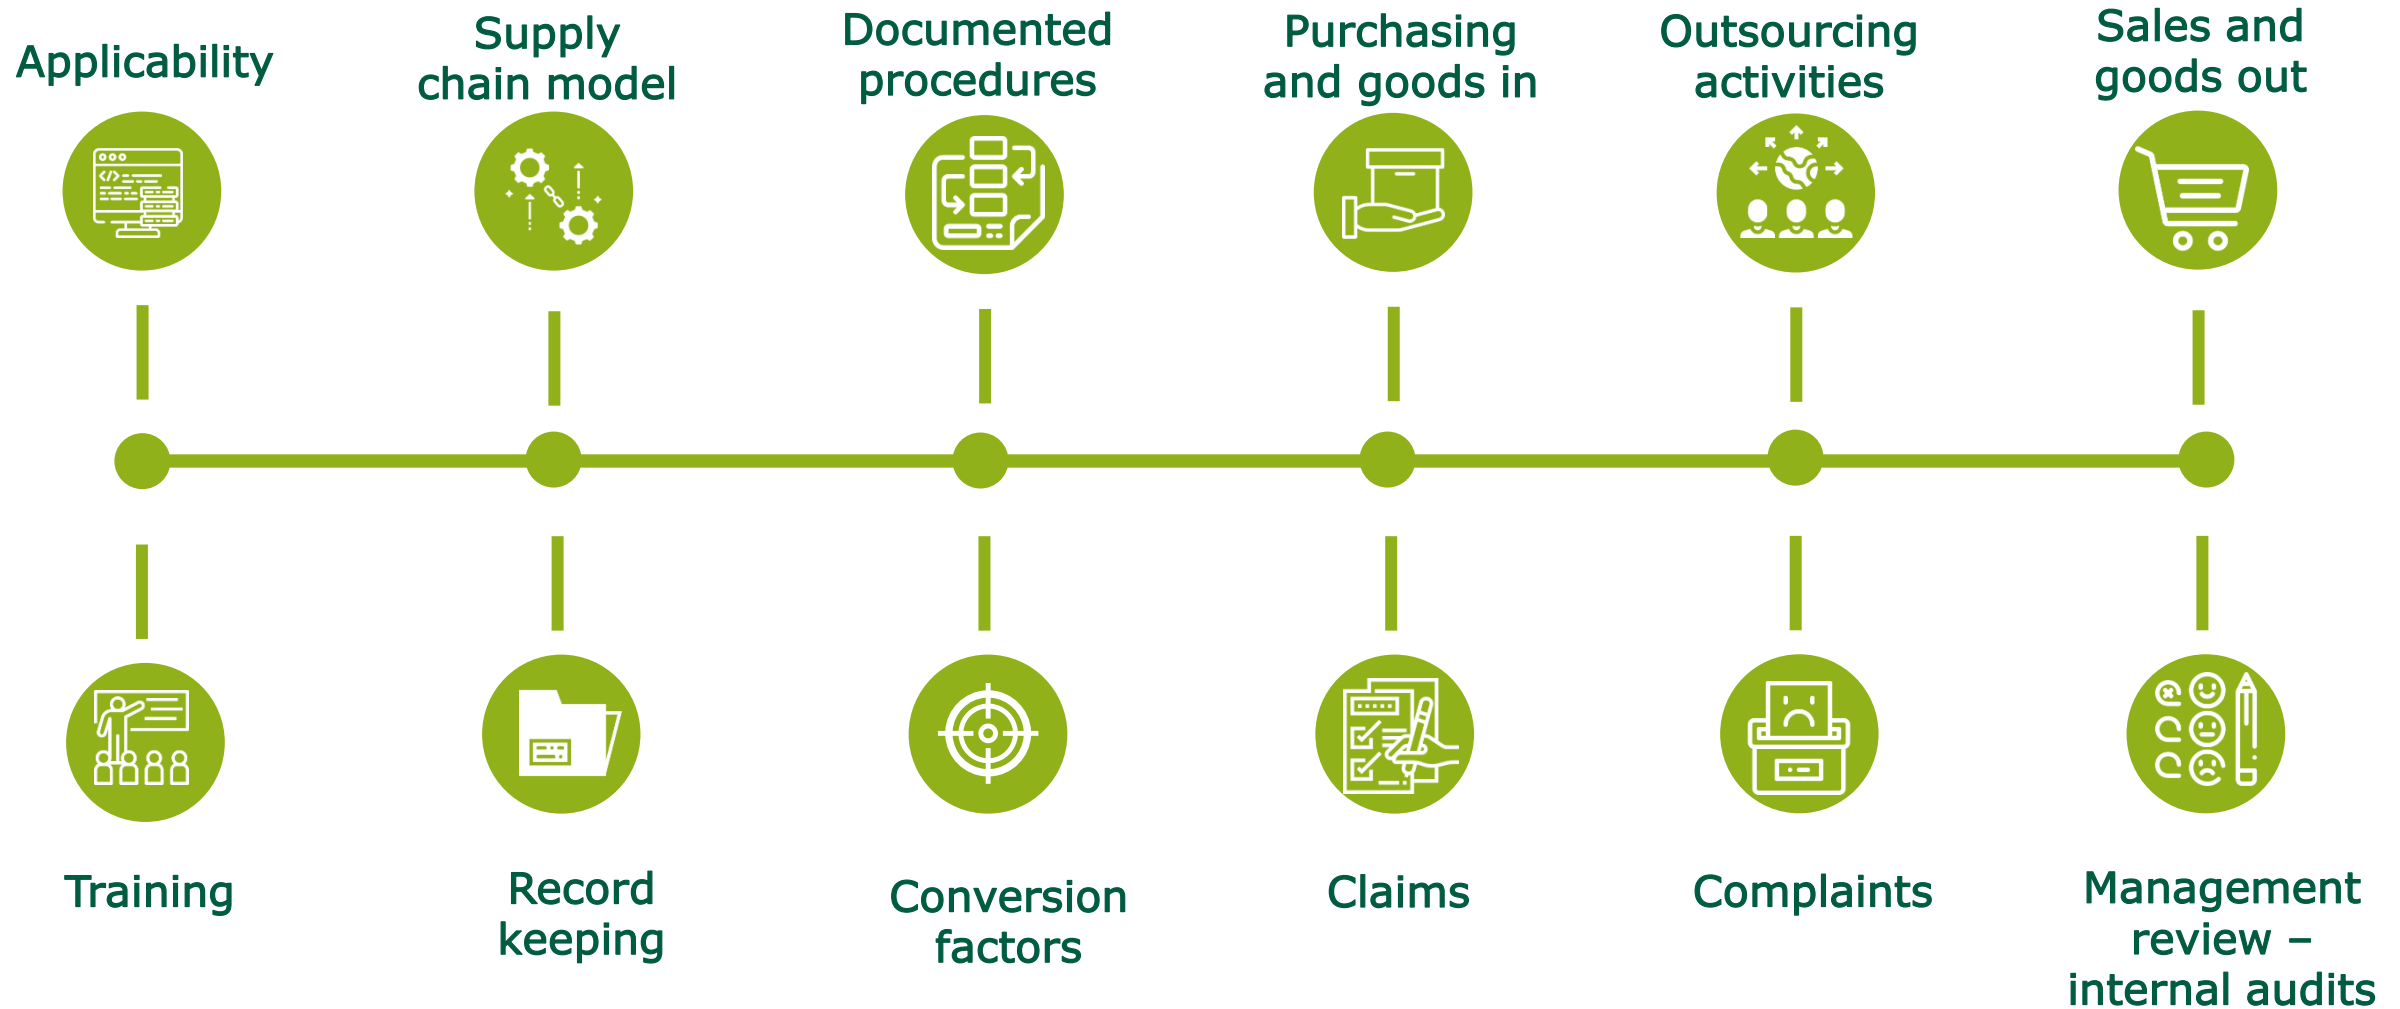 Applicability
Supply
chain model
Documented
procedures
Purchasing
and goods in
Outsourcing
activities
Sales and
goods out
Training
Record
keeping
Conversion
factors
Claims
Complaints
Management
review –
internal audits